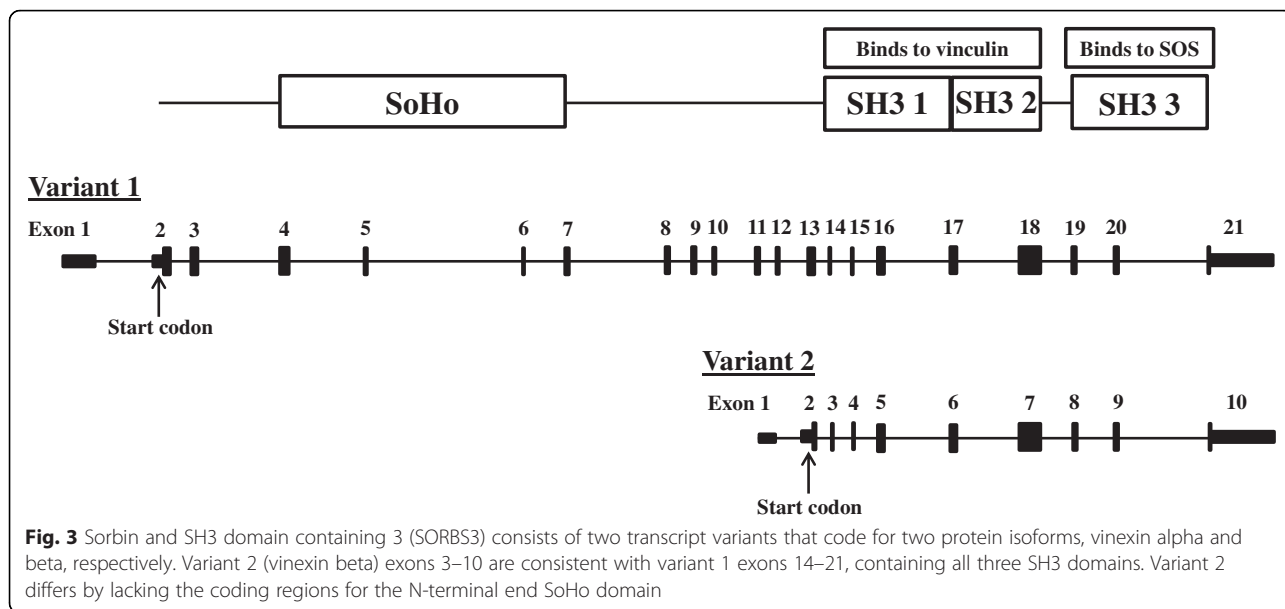 Binds to vinculin Binds to SOS
SoHo SH3 1 SH3 2 SH3 3
Variant 1
Exon 1 2 3 4 5 6 7 8 9 10 11 12 13 14 15 16 17 18 19 20 21
Start codon
Variant 2
Exon 1 2 3 4 5 6 7 8 9 10
Start codon
Fig. 3 Sorbin and SH3 domain containing 3 (SORBS3) consists of two transcript variants that code for two protein isoforms, vinexin alpha and
beta, respectively. Variant 2 (vinexin beta) exons 3–10 are consistent with variant 1 exons 14–21, containing all three SH3 domains. Variant 2
differs by lacking the coding regions for the N-terminal end SoHo domain